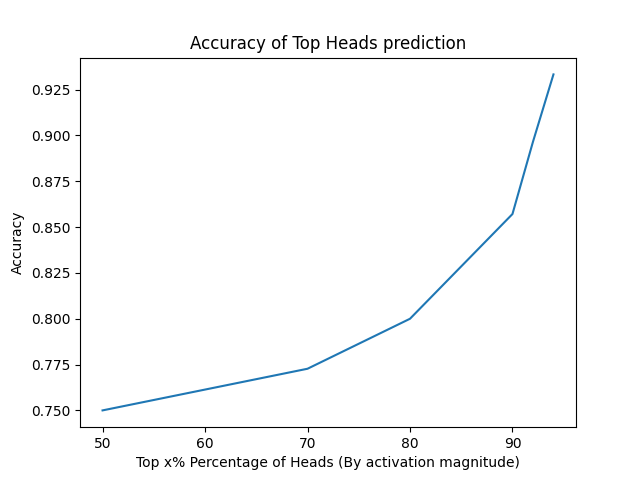 Accuracy of Top Heads prediction
Accuracy
0.925
0.900
0.875
0.850
0.825
0.800
0.775
0.750
50 60 70 80 90
Top x% Percentage of Heads (By activation magnitude)